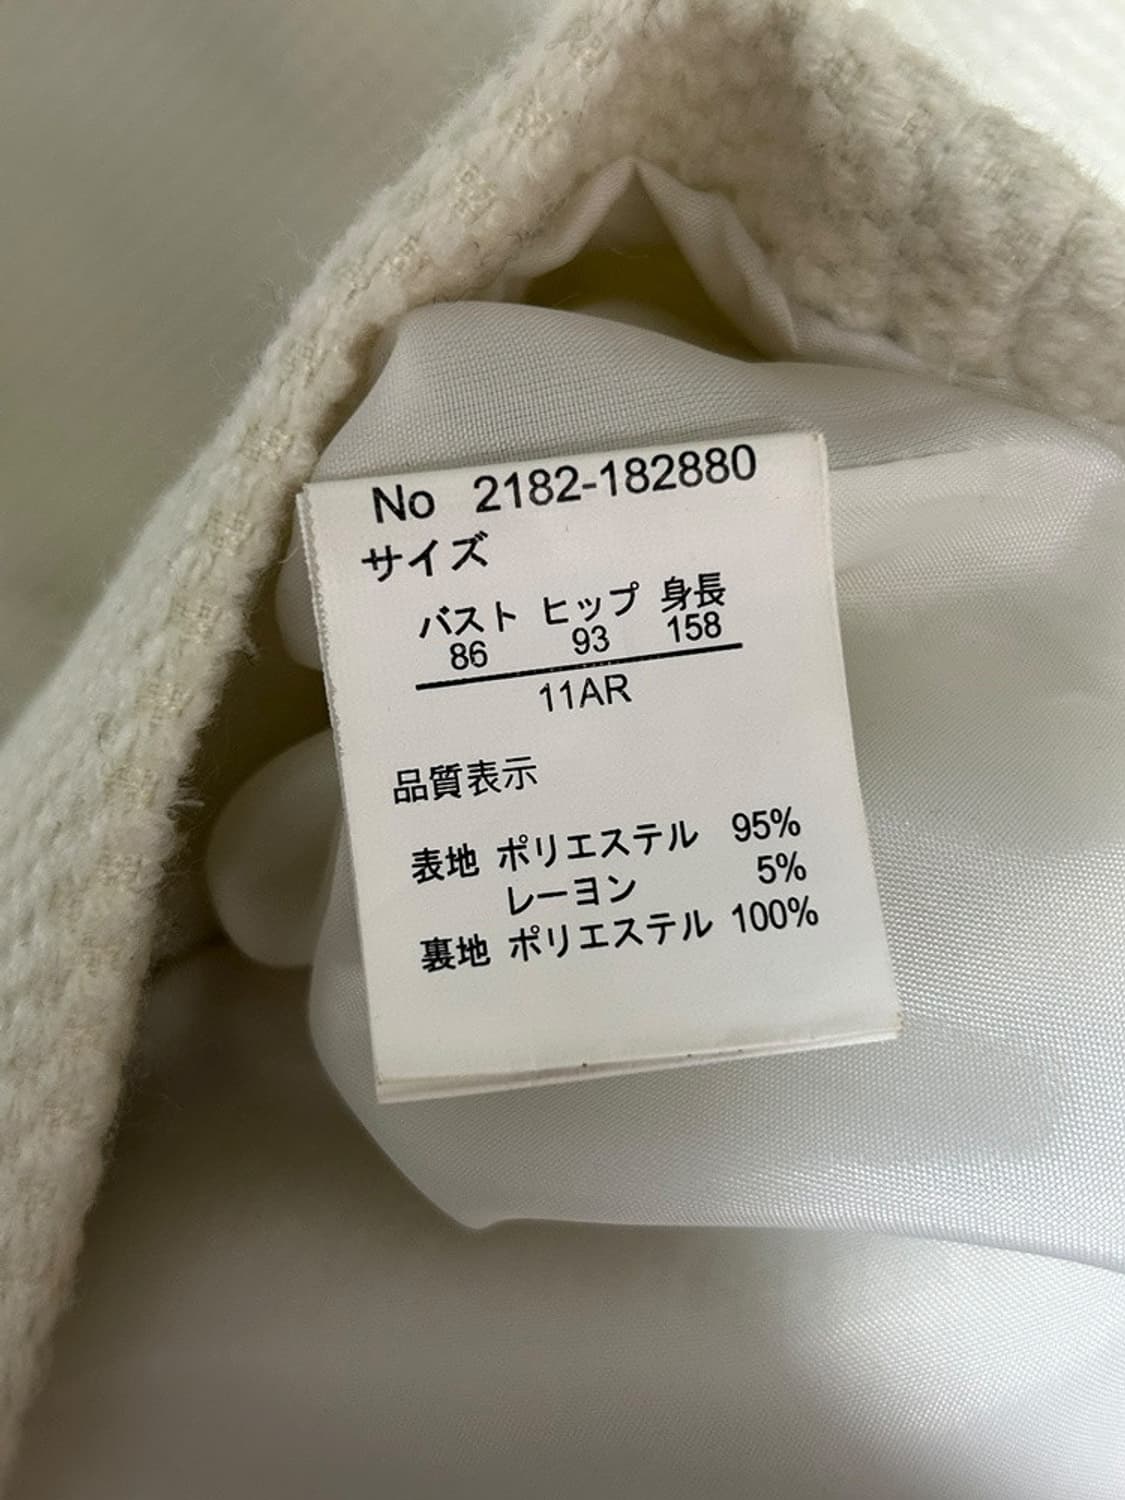 No 2182-182880
サイズ
バスト ヒップ 身長
86 93 158
11AR
品質表示
表地 ポリエステル 95%
レーヨン 5%
裏地 ポリエステル 100%